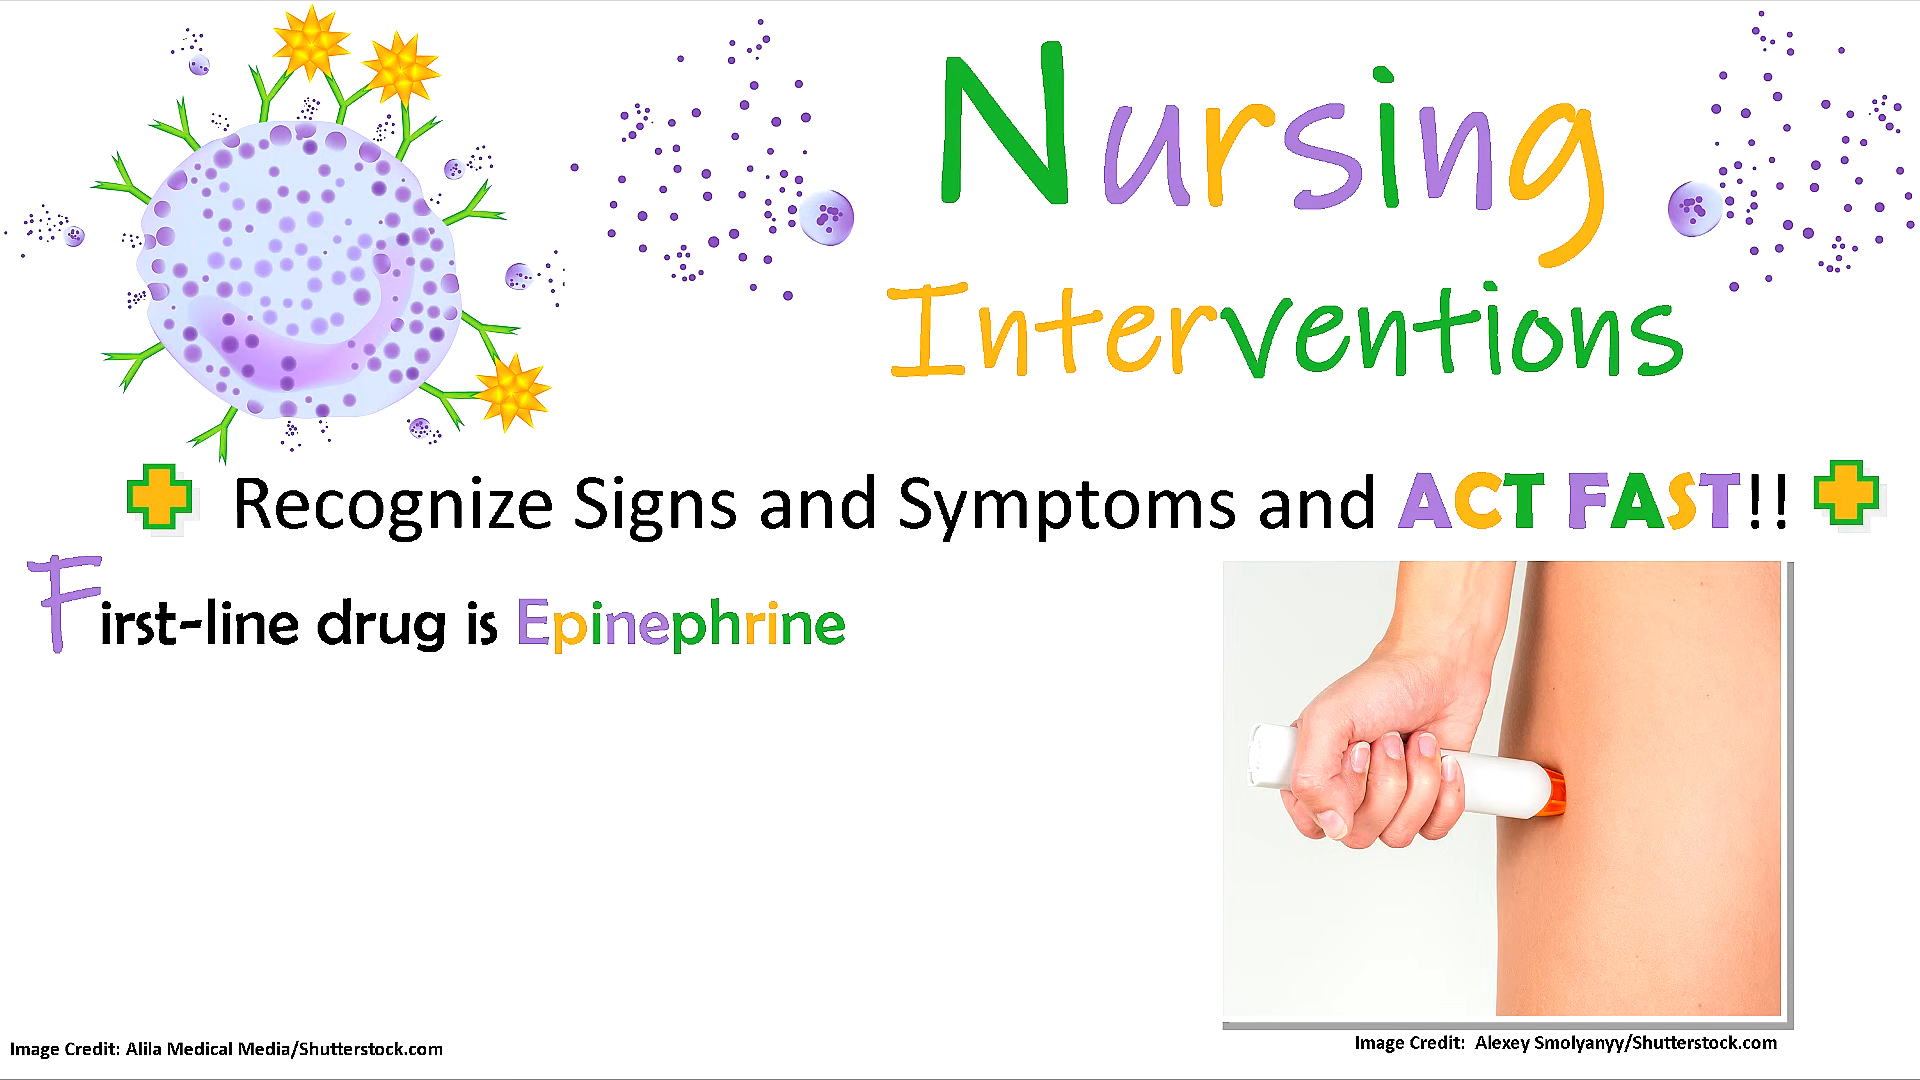 Nursing
Interventions
Recognize Signs and Symptoms and ACT FAST!!
First-line drug is Epinephrine
Image Credit: Alila Medical Media/Shutterstock.com
Image Credit: Alexey Smolyanyy/Shutterstock.com